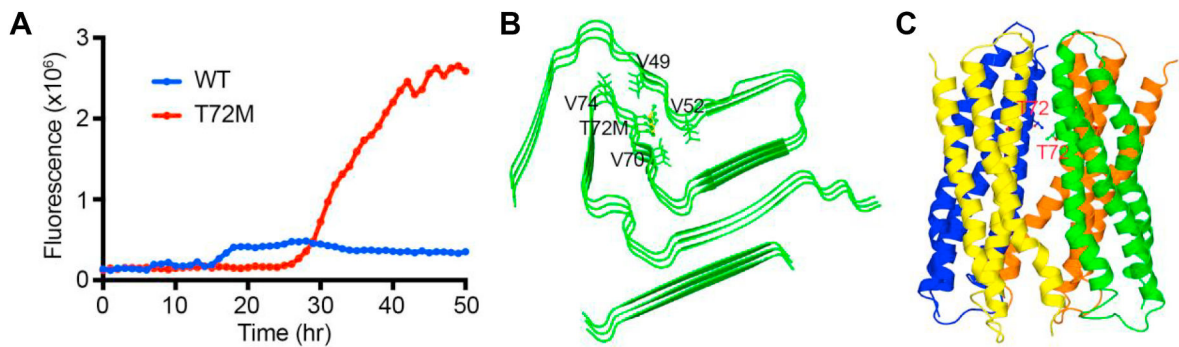 A
Fluorescence (x10⁶)
3
2
1
0
WT
T72M
0 10 20 30 40 50
Time (hr)
B
V49
V74
V52
T72M
V70
C
T72
T72